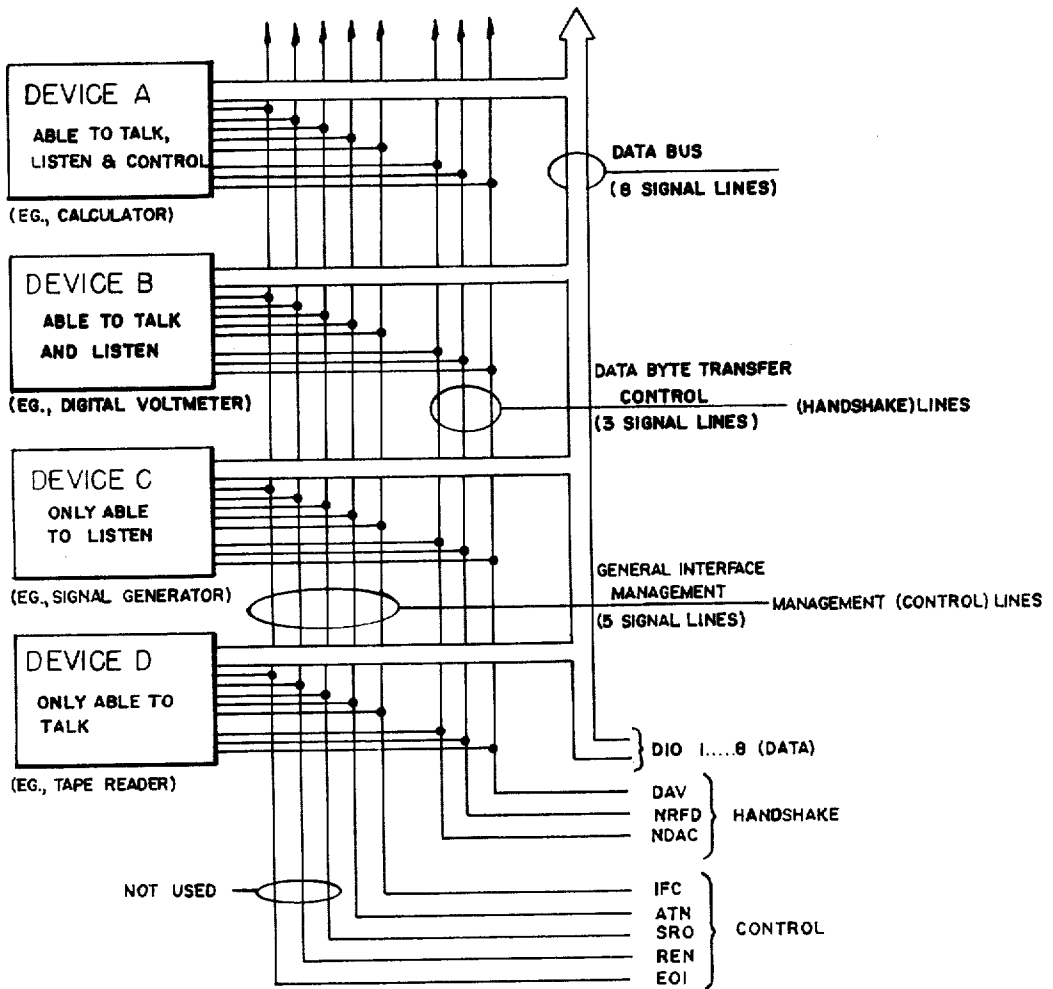 DEVICE A
ABLE TO TALK,
LISTEN & CONTROL
(EG., CALCULATOR)
DATA BUS
(8 SIGNAL LINES)
DEVICE B
ABLE TO TALK
AND LISTEN
(EG., DIGITAL VOLTMETER)
DATA BYTE TRANSFER
CONTROL
(3 SIGNAL LINES)
(HANDSHAKE) LINES
DEVICE C
ONLY ABLE
TO LISTEN
(EG., SIGNAL GENERATOR)
GENERAL INTERFACE
MANAGEMENT
(5 SIGNAL LINES)
MANAGEMENT (CONTROL) LINES
DEVICE D
ONLY ABLE TO
TALK
(EG., TAPE READER)
DIO 1.....8 (DATA)
DAV
NRFD
NDAC
HANDSHAKE
NOT USED
IFC
ATN
SRO
REN
EOI
CONTROL